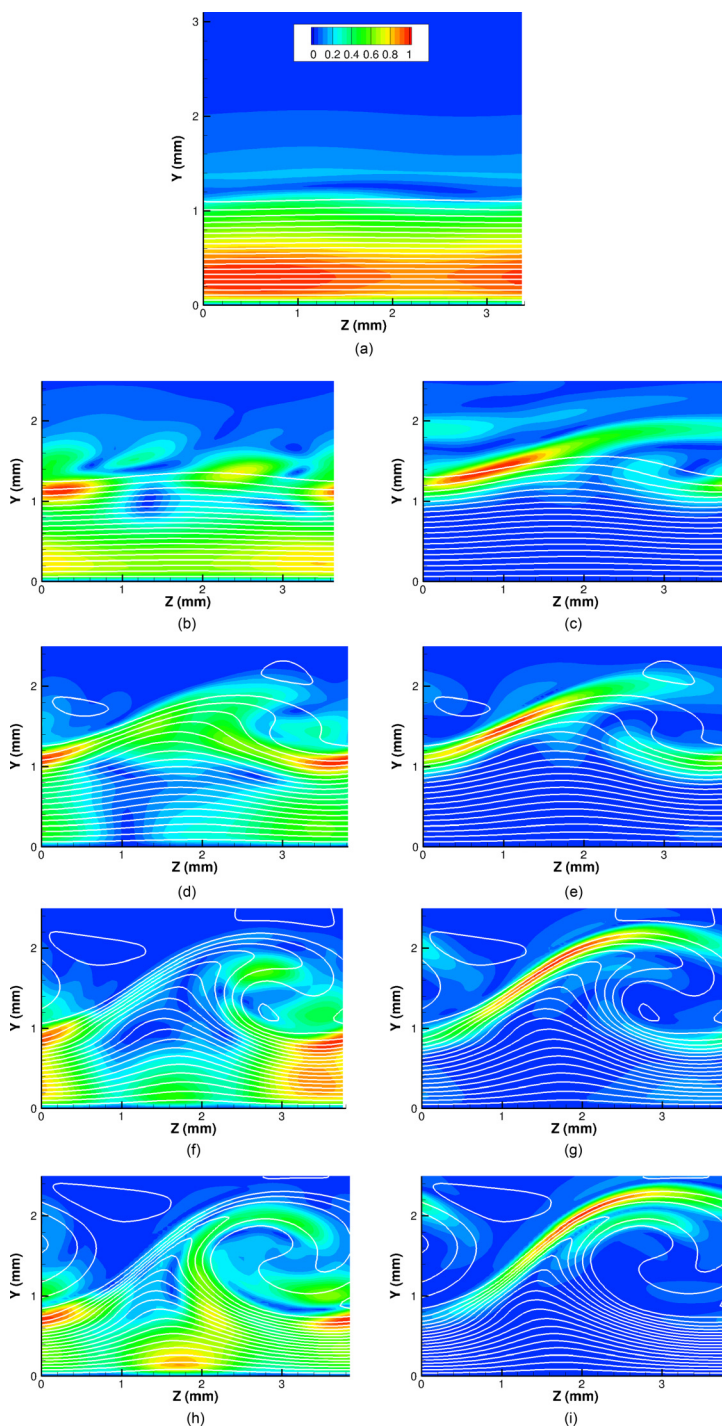 3
0 0.2 0.4 0.6 0.8 1
2
Y (mm)
1
0
0 1 2 3
Z (mm)
(a)
2 2
Y (mm) Y (mm)
1 1
0 0
0 1 2 3 0 1 2 3
Z (mm) Z (mm)
(b) (c)
2 2
Y (mm) Y (mm)
1 1
0 0
0 1 2 3 0 1 2 3
Z (mm) Z (mm)
(d) (e)
2 2
Y (mm) Y (mm)
1 1
0 0
0 1 2 3 0 1 2 3
Z (mm) Z (mm)
(f) (g)
2 2
Y (mm) Y (mm)
1 1
0 0
0 1 2 3 0 1 2 3
Z (mm) Z (mm)
(h) (i)